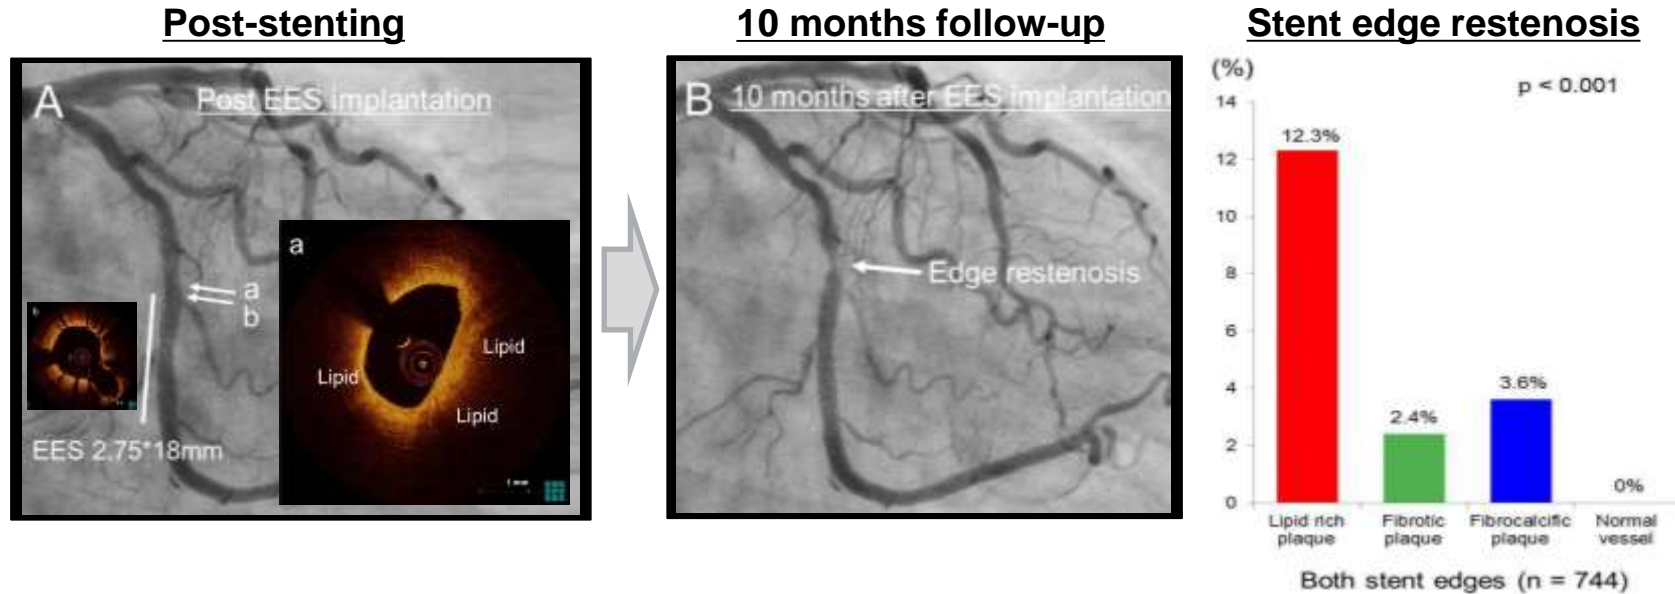 Post-stenting
10 months follow-up
Stent edge restenosis
A
Post EES implantation
a
b
EES 2.75*18mm
a
Lipid
Lipid
Lipid
1 mm
B
10 months after EES implantation
Edge restenosis
(%)
p < 0.001
14
12
10
8
6
4
2
0
12.3%
2.4%
3.6%
0%
Lipid rich
plaque
Fibrotic
plaque
Fibrocalcific
plaque
Normal
vessel
Both stent edges (n = 744)